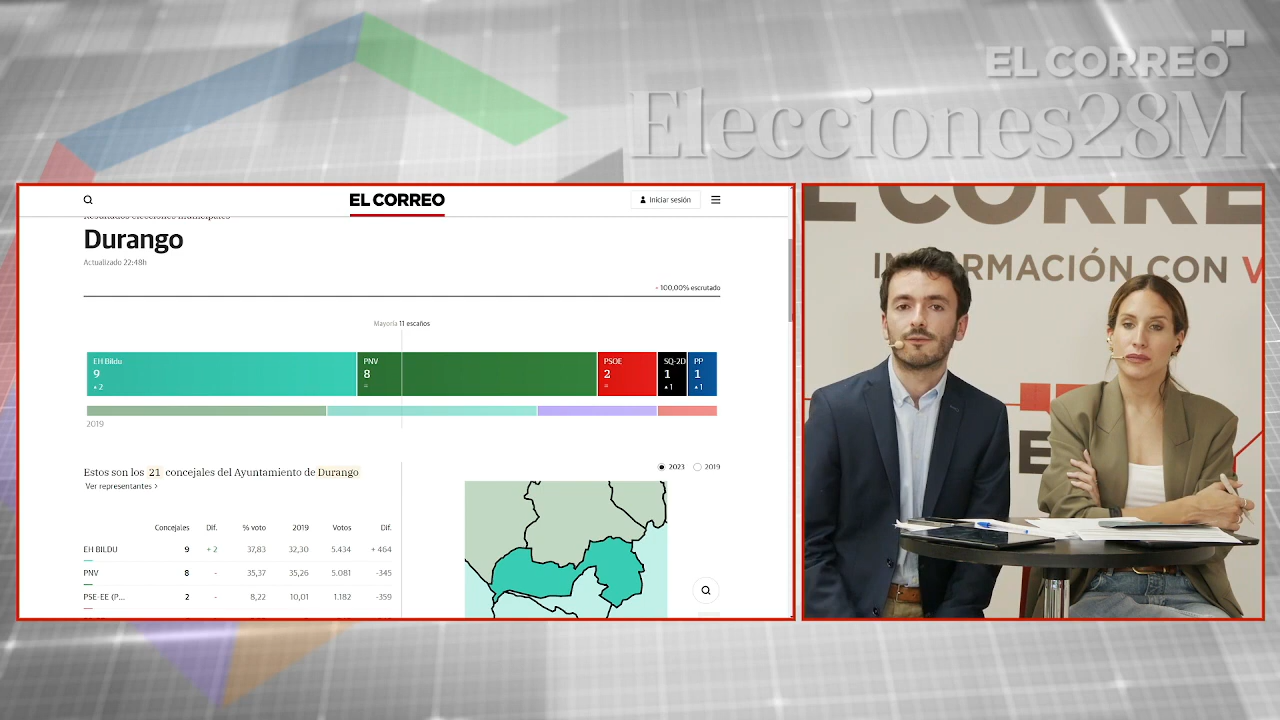 EL CORREO
Elecciones28M
EL CORREO
Iniciar sesión
Resultados elecciones municipales
Durango
Actualizado 22:48h
100,00% escrutado
Mayoría 11 escaños
EH Bildu
9
2
PNV
8
=
PSOE
2
=
SQ-2D
1
1
PP
1
1
2019
Estos son los 21 concejales del Ayuntamiento de Durango
Ver representantes >
2023 2019
Concejales Dif. % voto 2019 Votos Dif.
EH BILDU 9 + 2 37,83 32,30 5.434 + 464
PNV 8 - 35,37 35,26 5.081 -345
PSE-EE (P... 2 - 8,22 10,01 1.182 -359
L CORRE
INFORMACIÓN CON V
E